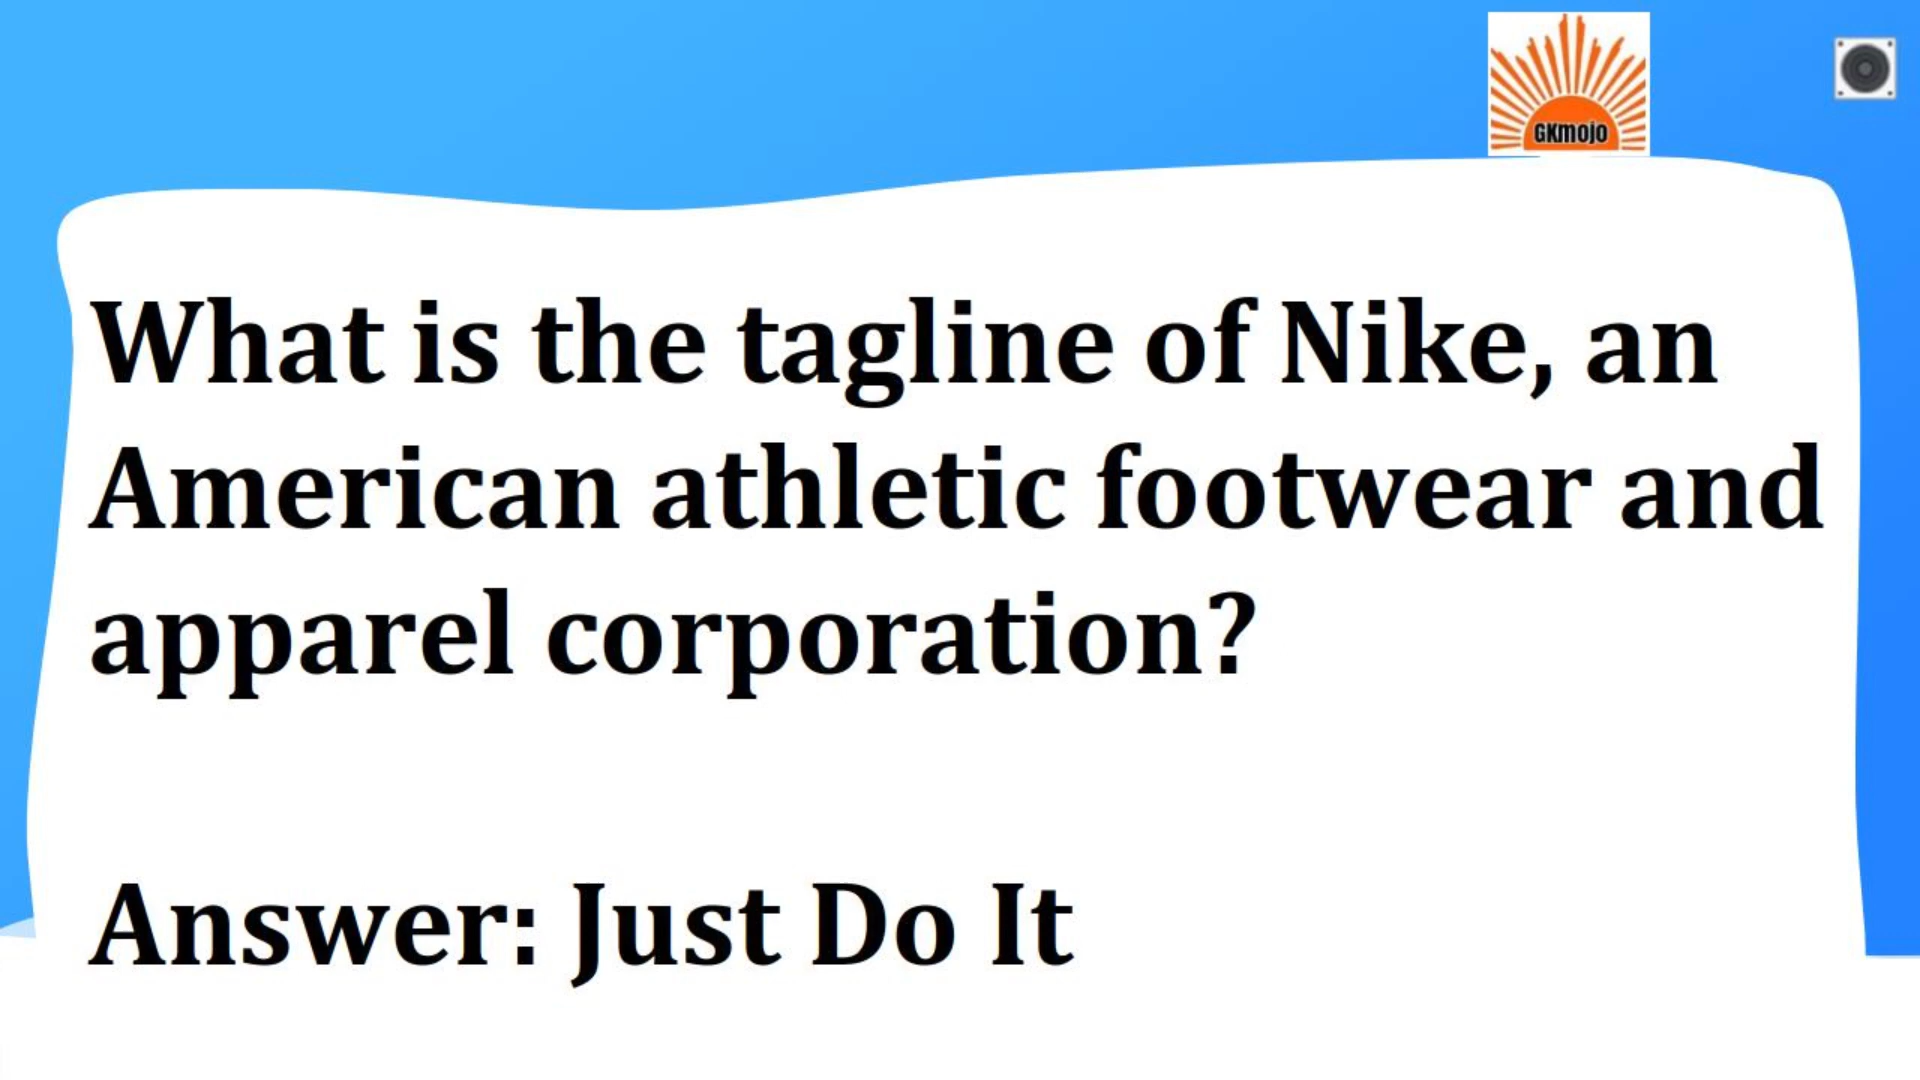 GKmojo
What is the tagline of Nike, an
American athletic footwear and
apparel corporation?
Answer: Just Do It